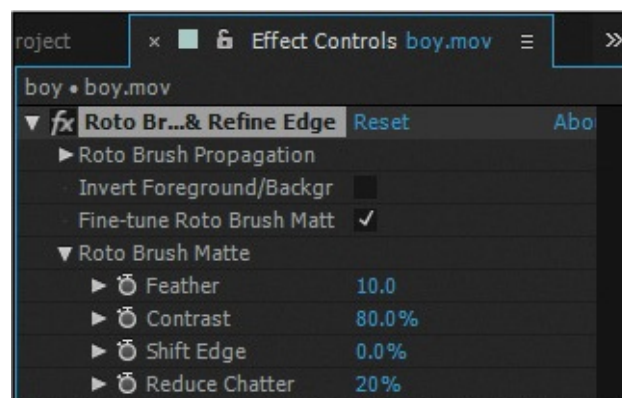 roject × Effect Controls boy.mov ≡ »
boy • boy.mov
fx Roto Br...& Refine Edge Reset Abo
Roto Brush Propagation
Invert Foreground/Backgr
Fine-tune Roto Brush Matt ✓
Roto Brush Matte
Feather 10.0
Contrast 80.0%
Shift Edge 0.0%
Reduce Chatter 20%